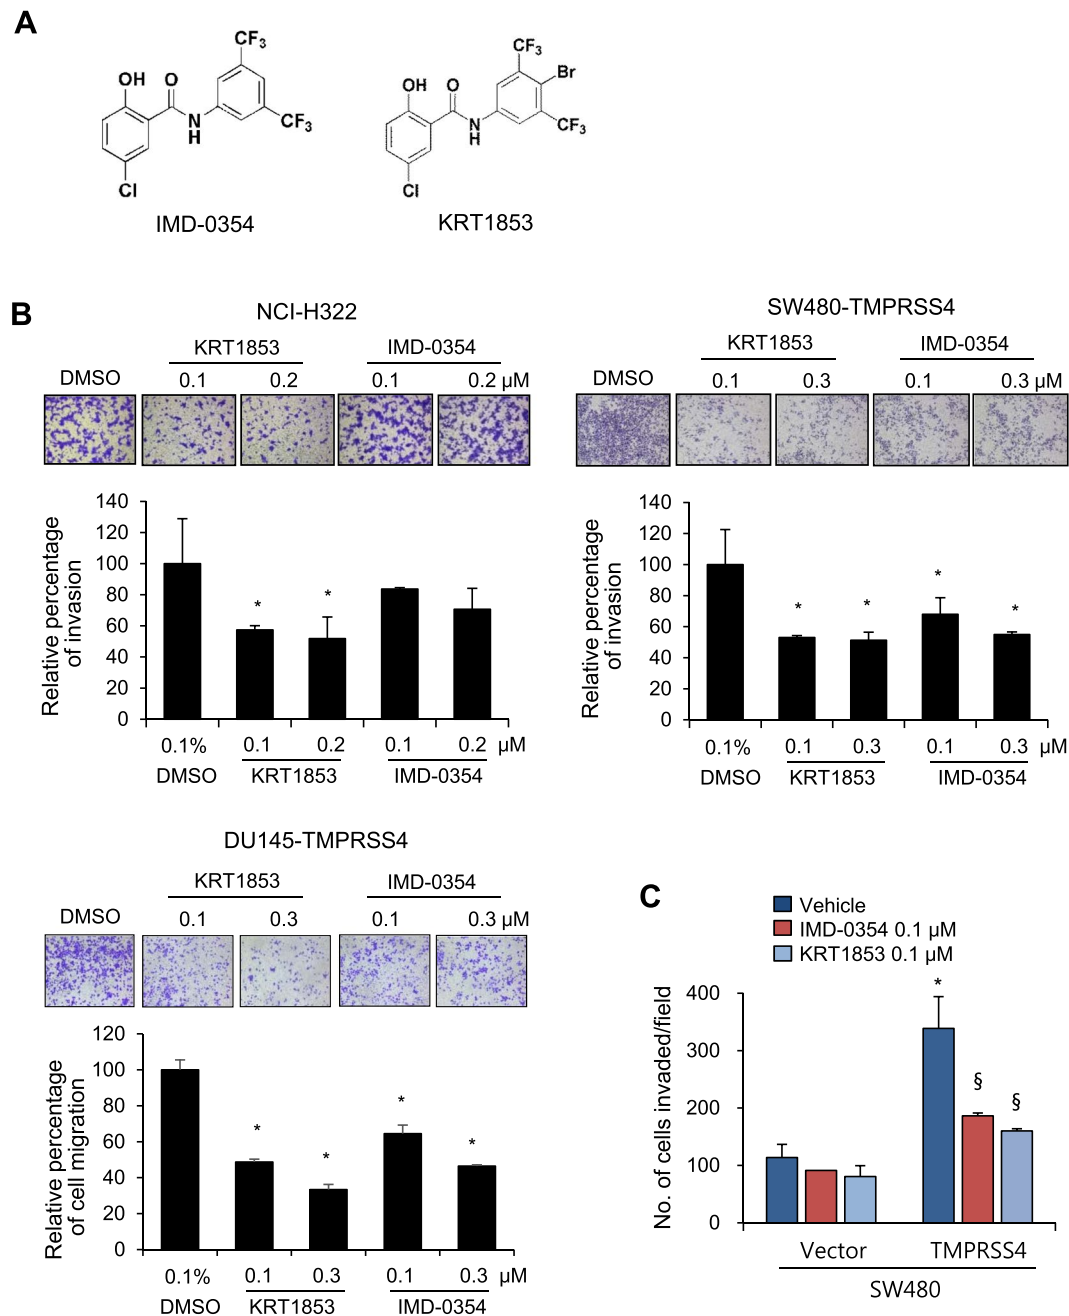 A
CF3
OH
O
N
H
CF3
Cl
IMD-0354
CF3
Br
OH
O
N
H
CF3
Cl
KRT1853
B
NCI-H322
KRT1853 IMD-0354
DMSO 0.1 0.2 0.1 0.2 µM
Relative percentage
of invasion
140
120
100
80
60
40
20
0
* *
0.1% 0.1 0.2 0.1 0.2 µM
DMSO KRT1853 IMD-0354
SW480-TMPRSS4
KRT1853 IMD-0354
DMSO 0.1 0.3 0.1 0.3 µM
Relative percentage
of invasion
140
120
100
80
60
40
20
0
* * * *
0.1% 0.1 0.3 0.1 0.3 µM
DMSO KRT1853 IMD-0354
DU145-TMPRSS4
KRT1853 IMD-0354
DMSO 0.1 0.3 0.1 0.3 µM
Relative percentage
of cell migration
120
100
80
60
40
20
0
* * * *
0.1% 0.1 0.3 0.1 0.3 µM
DMSO KRT1853 IMD-0354
C
Vehicle
IMD-0354 0.1 µM
KRT1853 0.1 µM
No. of cells invaded/field
400
300
200
100
0
* § §
Vector TMPRSS4
SW480